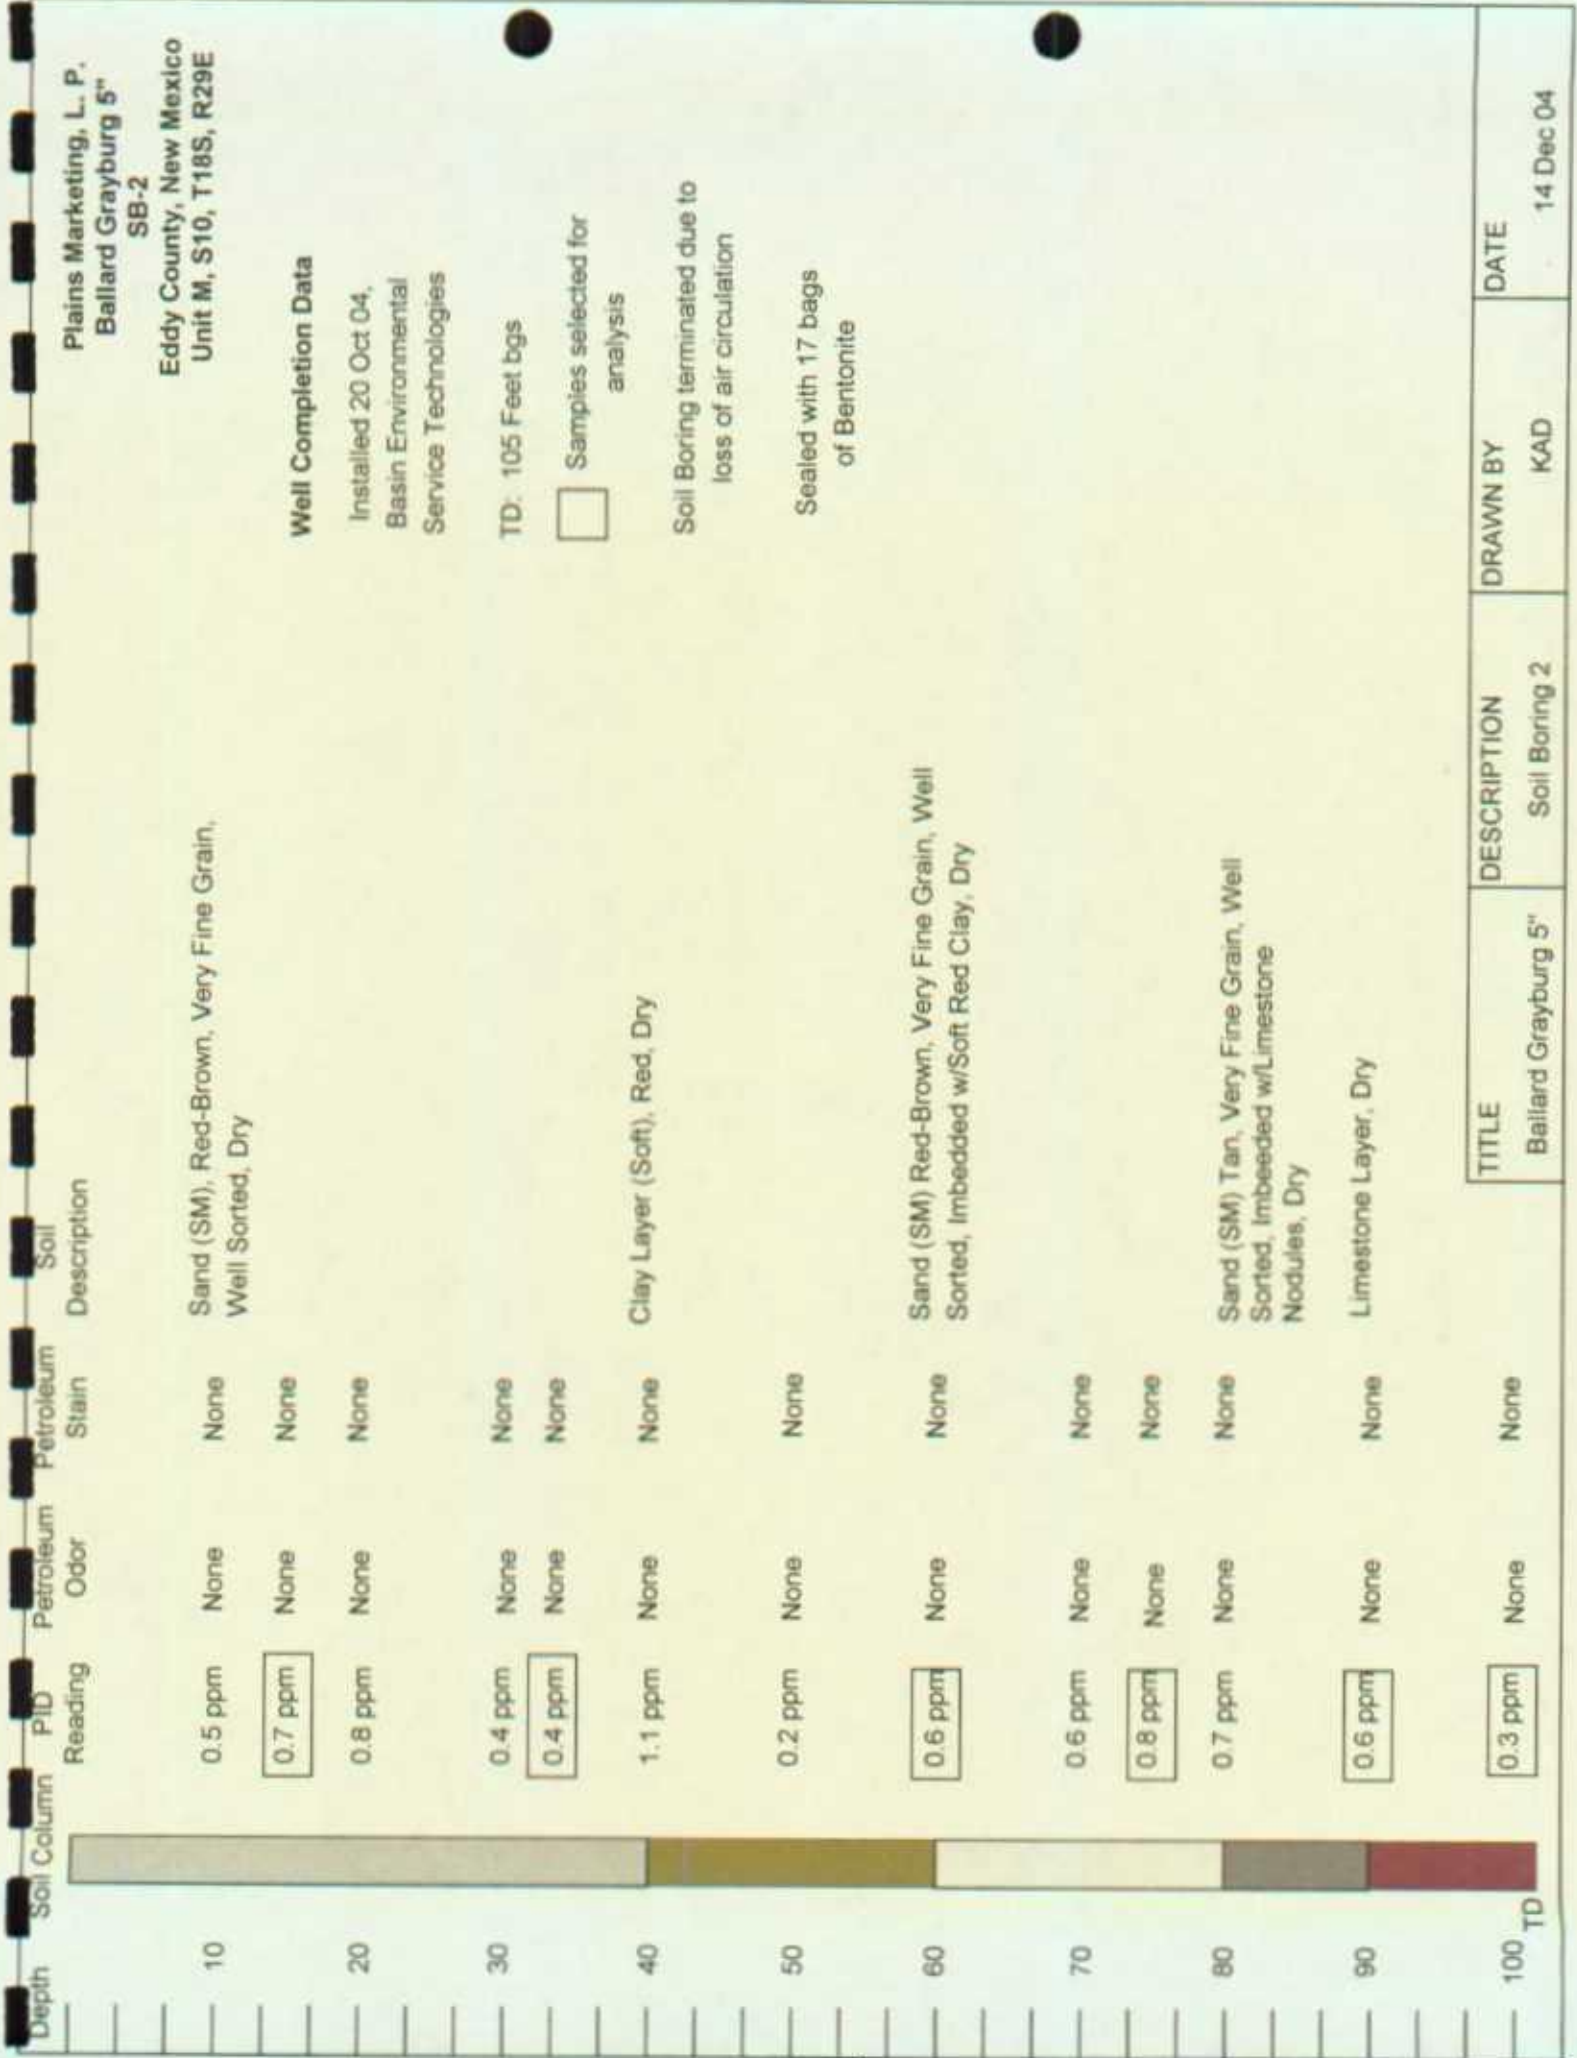 Depth Soil Column PID Petroleum Petroleum Soil
Reading Odor Stain Description
10 0.5 ppm None None Sand (SM), Red-Brown, Very Fine Grain,
Well Sorted, Dry
0.7 ppm None None
20 0.8 ppm None None
30 0.4 ppm None None
0.4 ppm None None
40 1.1 ppm None None Clay Layer (Soft), Red, Dry
50 0.2 ppm None None
60 0.6 ppm None None Sand (SM) Red-Brown, Very Fine Grain, Well
Sorted, Imbedded w/Soft Red Clay, Dry
70 0.6 ppm None None
0.8 ppm None None
80 0.7 ppm None None Sand (SM) Tan, Very Fine Grain, Well
Sorted, Imbeeded w/Limestone
Nodules, Dry
90 0.6 ppm None None Limestone Layer, Dry
100 0.3 ppm None None
TD
Plains Marketing, L. P.
Ballard Grayburg 5"
SB-2
Eddy County, New Mexico
Unit M, S10, T18S, R29E
Well Completion Data
Installed 20 Oct 04,
Basin Environmental
Service Technologies
TD: 105 Feet bgs
Samples selected for
analysis
Soil Boring terminated due to
loss of air circulation
Sealed with 17 bags
of Bentonite
TITLE DESCRIPTION DRAWN BY DATE
Ballard Grayburg 5" Soil Boring 2 KAD 14 Dec 04